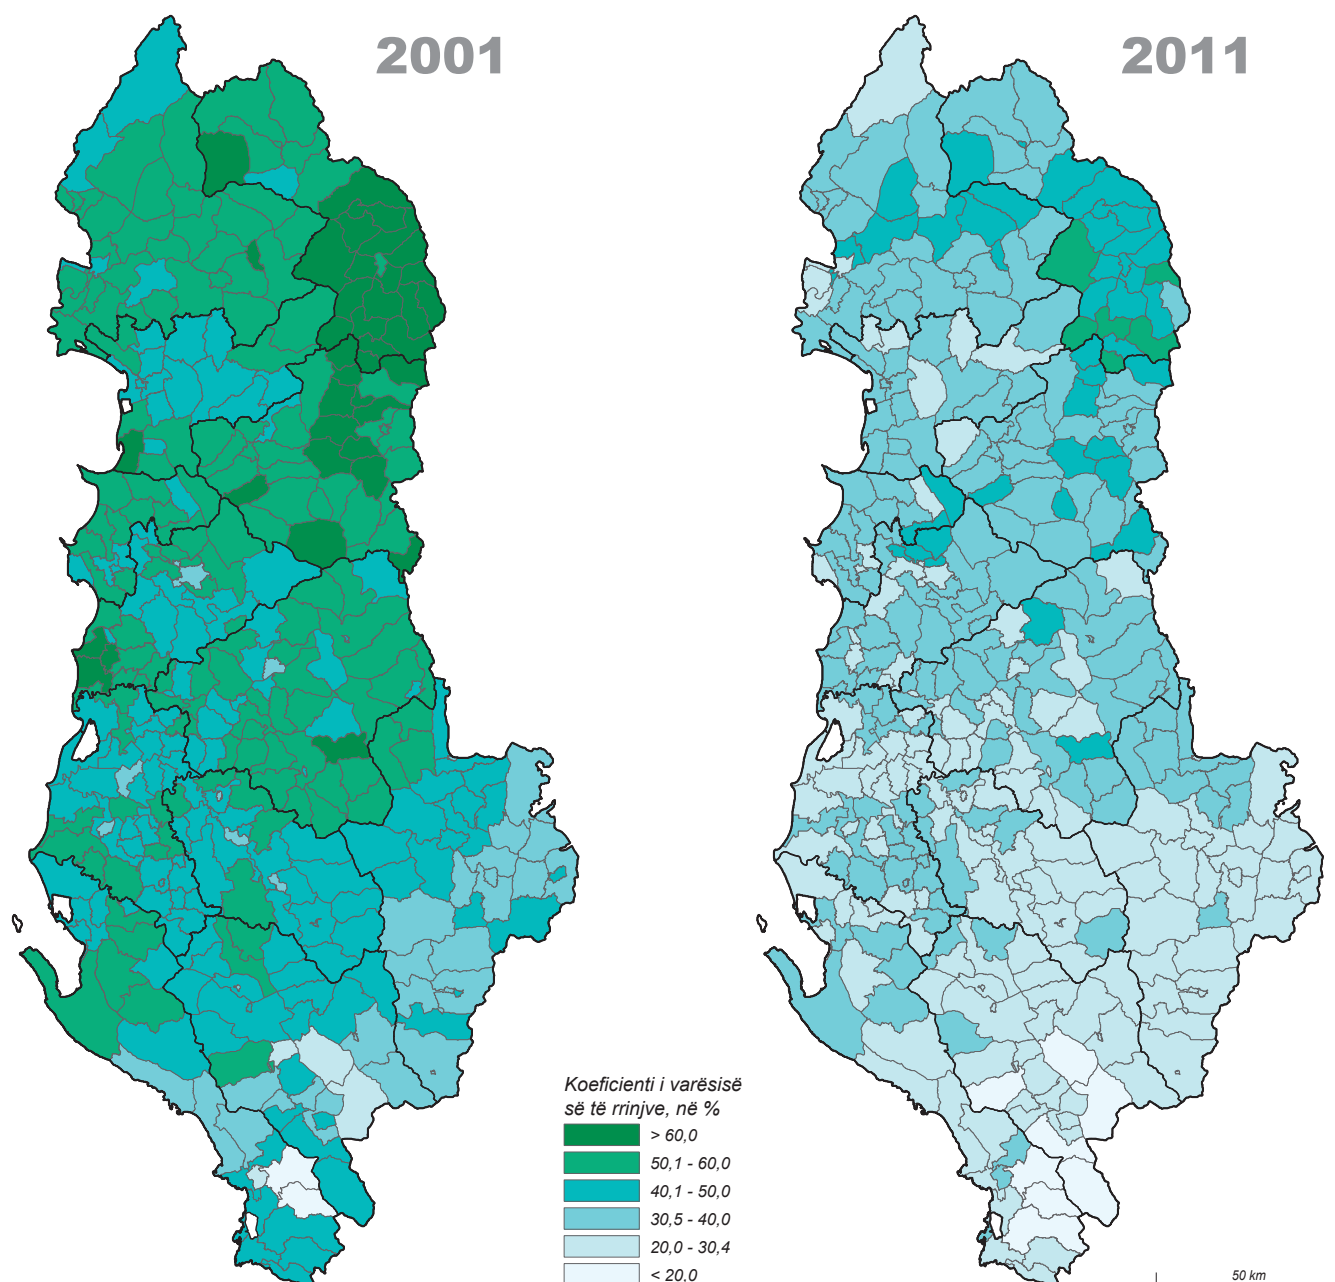 2001
2011
Koeficienti i varësisë
së të rrinjve, në %
> 60,0
50,1 - 60,0
40,1 - 50,0
30,5 - 40,0
20,0 - 30,4
< 20,0
50 km